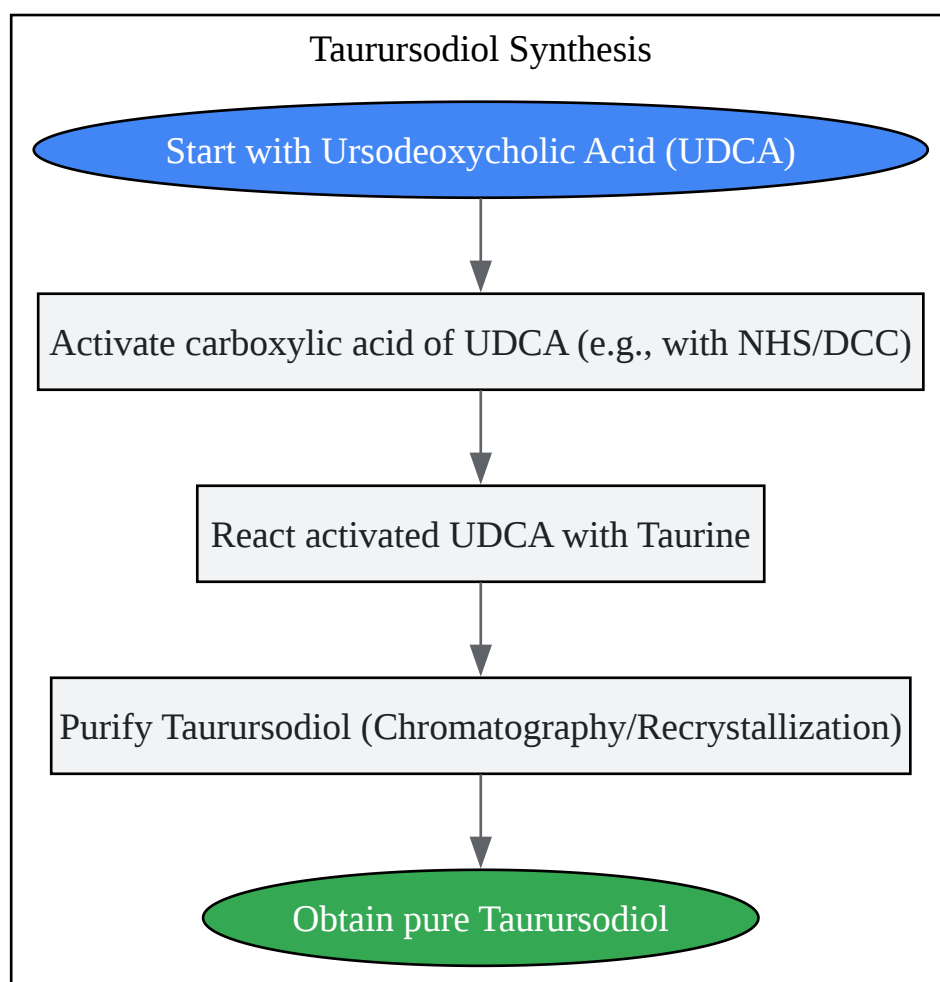 Taurursodiol Synthesis
Start with Ursodeoxycholic Acid (UDCA)
Activate carboxylic acid of UDCA (e.g., with NHS/DCC)
React activated UDCA with Taurine
Purify Taurursodiol (Chromatography/Recrystallization)
Obtain pure Taurursodiol